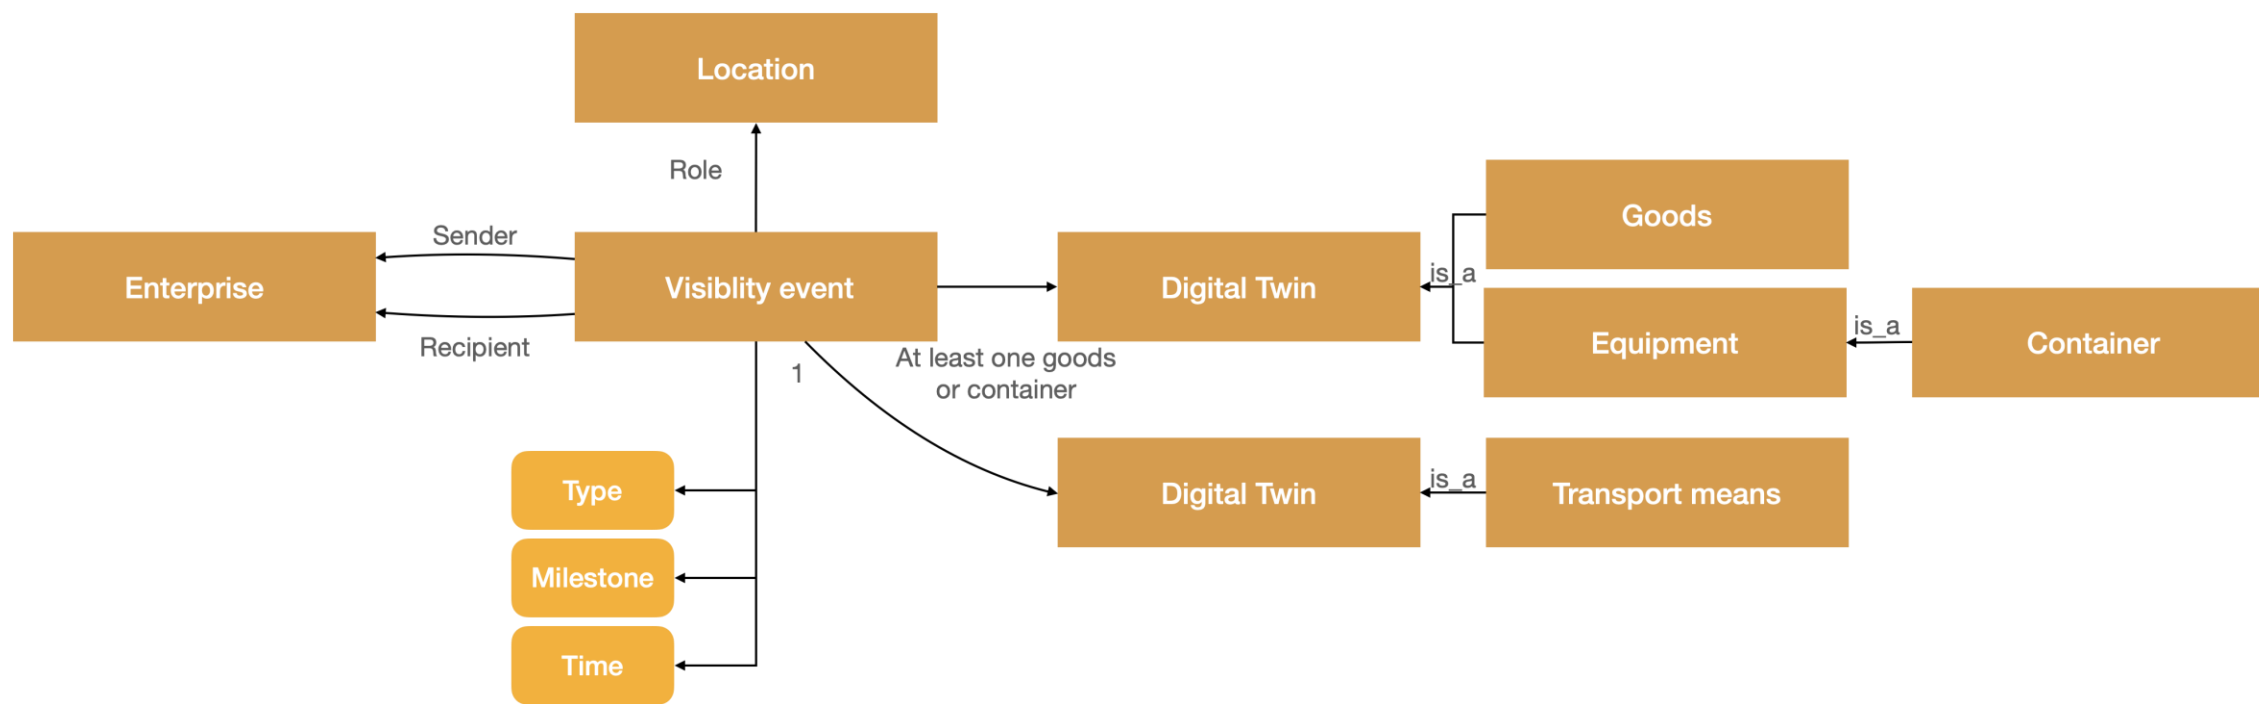 Location
Role
Sender
Enterprise
Visiblity event
Recipient
Digital Twin
is_a
Goods
Equipment
is_a
Container
1
At least one goods
or container
Digital Twin
is_a
Transport means
Type
Milestone
Time